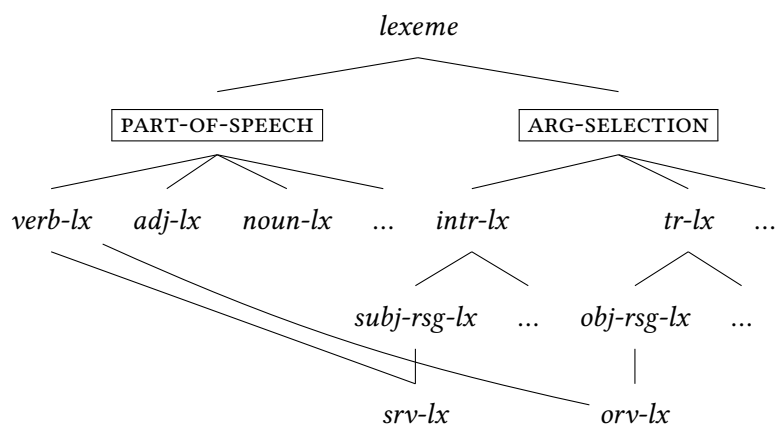 lexeme
PART-OF-SPEECH ARG-SELECTION
verb-lx adj-lx noun-lx ... intr-lx tr-lx ...
subj-rsg-lx ... obj-rsg-lx ...
srv-lx orv-lx